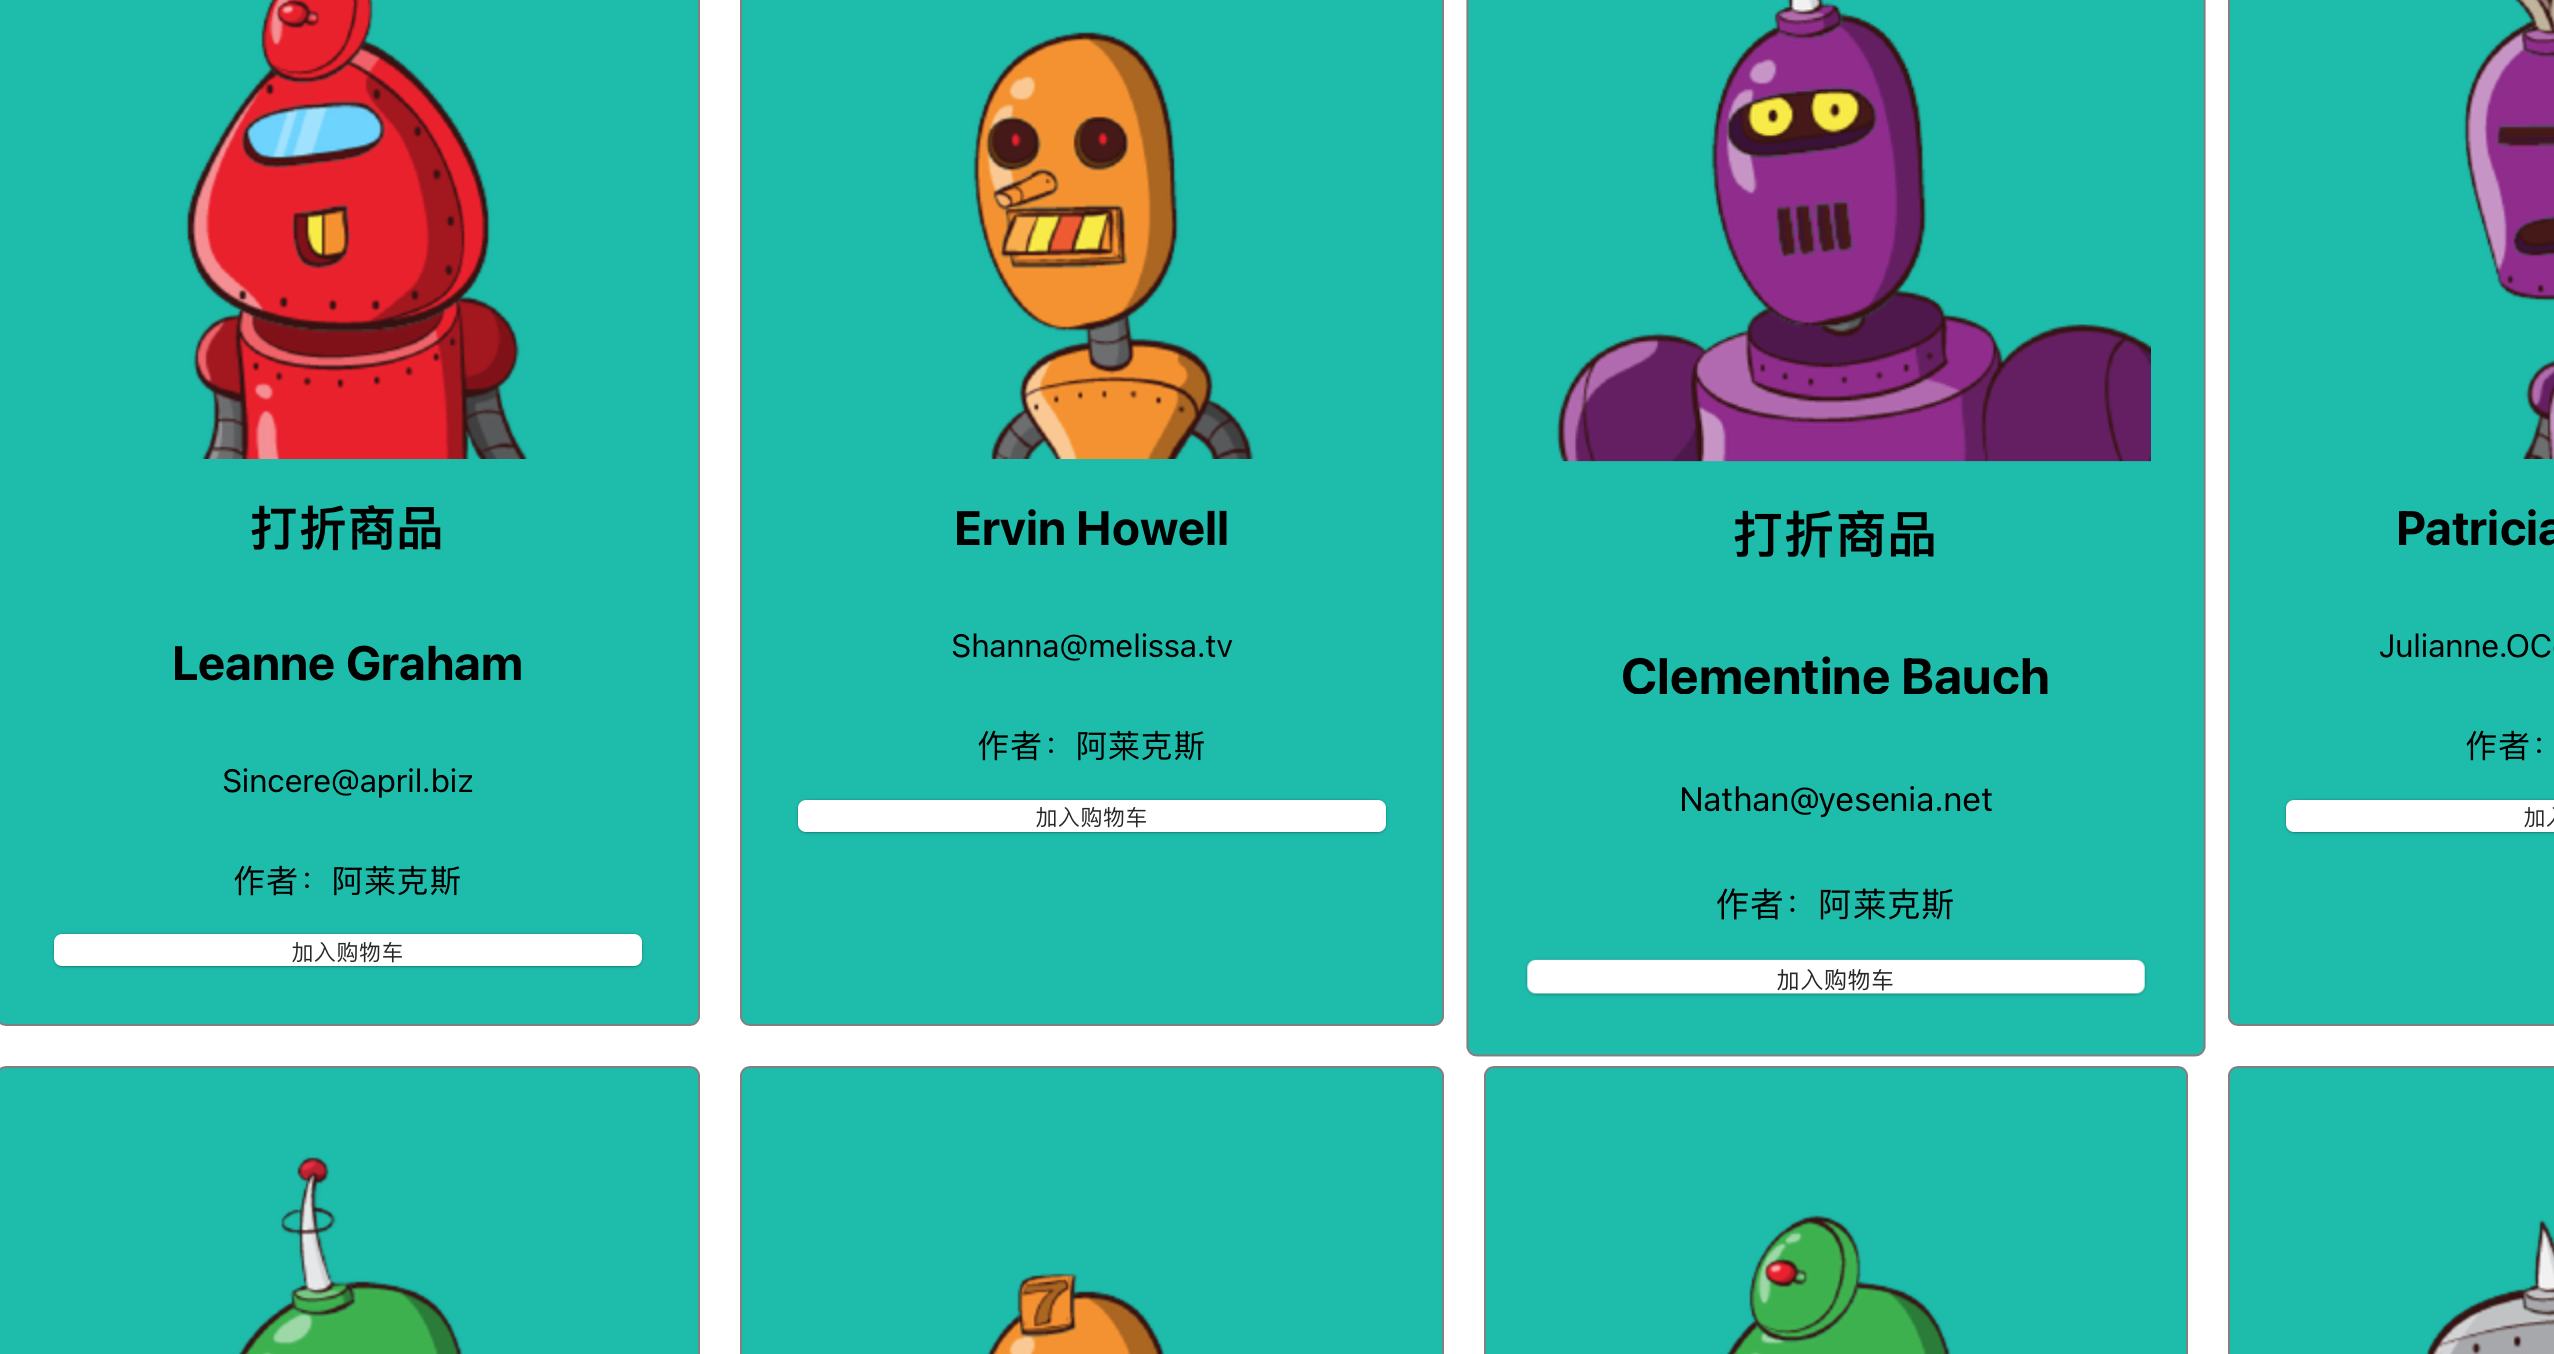 打折商品
Leanne Graham
Sincere@april.biz
作者：阿莱克斯
加入购物车
Ervin Howell
Shanna@melissa.tv
作者：阿莱克斯
加入购物车
打折商品
Clementine Bauch
Nathan@yesenia.net
作者：阿莱克斯
加入购物车
Patricia
Julianne.OC
作者：
加入
7